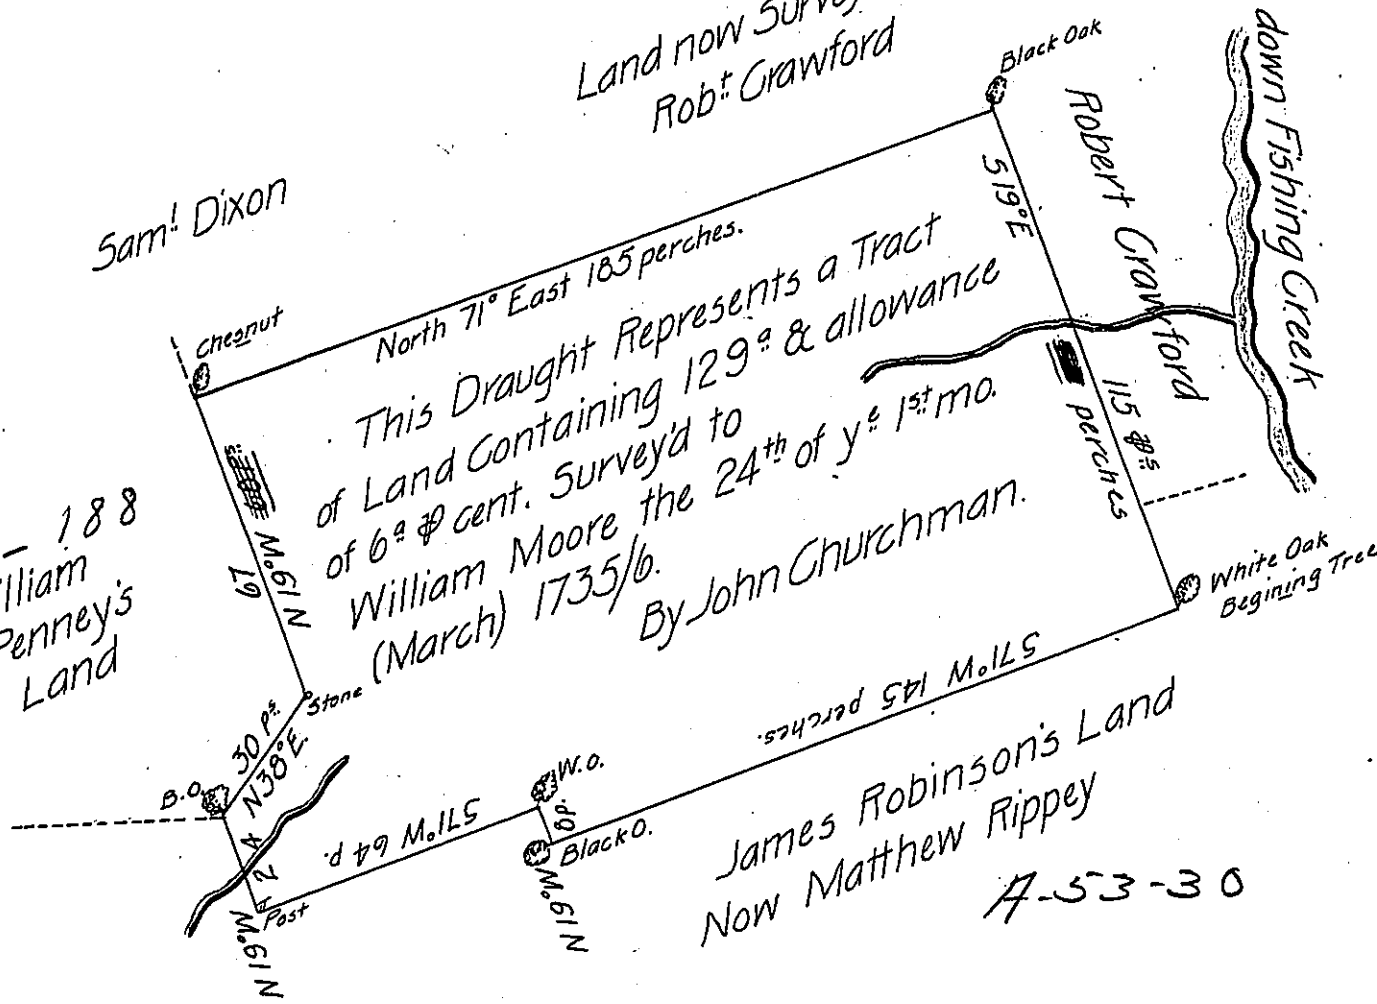 Land now Survey
Rob.t Crawford
Black Oak
down Fishing Creek
Robert Crawford
Sam.l Dixon
Chesnut
North 71° East 185 perches.
S19°E
115 ps
perches
This Draught Represents a Tract
of Land Containing 129a & allowance
of 6a ⅌ cent. Survey'd to
William Moore the 24th of ye 1st mo.
(March) 1735/6.
By John Churchman.
N19°W
67
- 188
illiam
Penney's
Land
Stone
30 Ps.
N38°E.
B.O.
24
Post
N19°W
S71°W 64 p.
W.O.
8p.
Black O.
N19°W
S71°W 145 perches.
White Oak
Begining Tree
James Robinson's Land
Now Matthew Rippey
A-53-30